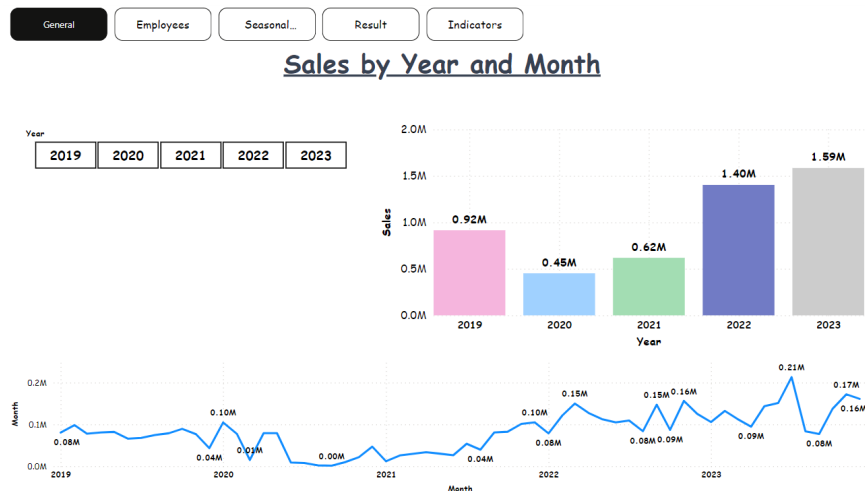 General Employees Seasonal... Result Indicators
Sales by Year and Month
Year
2019 2020 2021 2022 2023
2.0M
1.5M
1.0M
0.5M
0.0M
Sales
0.92M
0.45M
0.62M
1.40M
1.59M
2019 2020 2021 2022 2023
Year
0.2M
0.1M
0.0M
Month
0.08M
0.04M
0.10M
0.01M
0.00M
0.04M
0.10M
0.08M
0.15M
0.08M
0.15M
0.09M
0.16M
0.09M
0.21M
0.08M
0.17M
0.16M
2019 2020 2021 2022 2023
Month